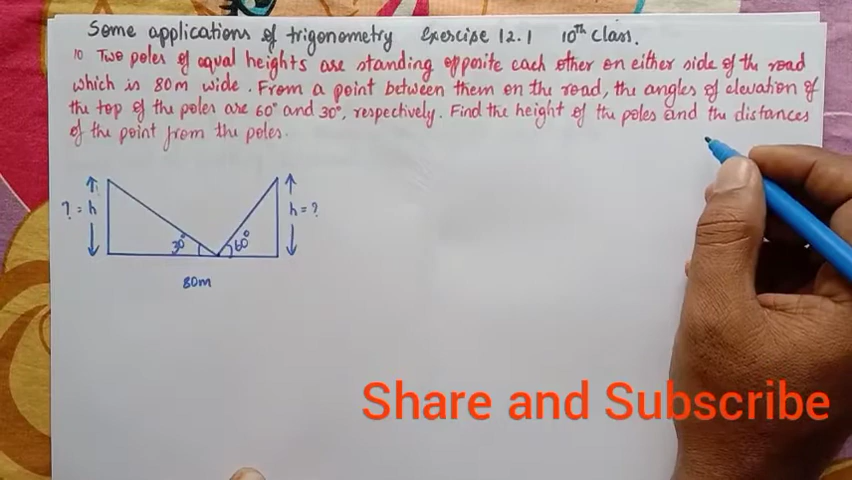 Some applications of trigonometry Exercise 12.1 10th Class.
10 Two poles of equal heights are standing opposite each other on either side of the road
which is 80m wide. From a point between them on the road, the angles of elevation of
the top of the poles are 60° and 30°, respectively. Find the height of the poles and the distances
of the point from the poles.
? = h
30°
60°
h = ?
80m
Share and Subscribe